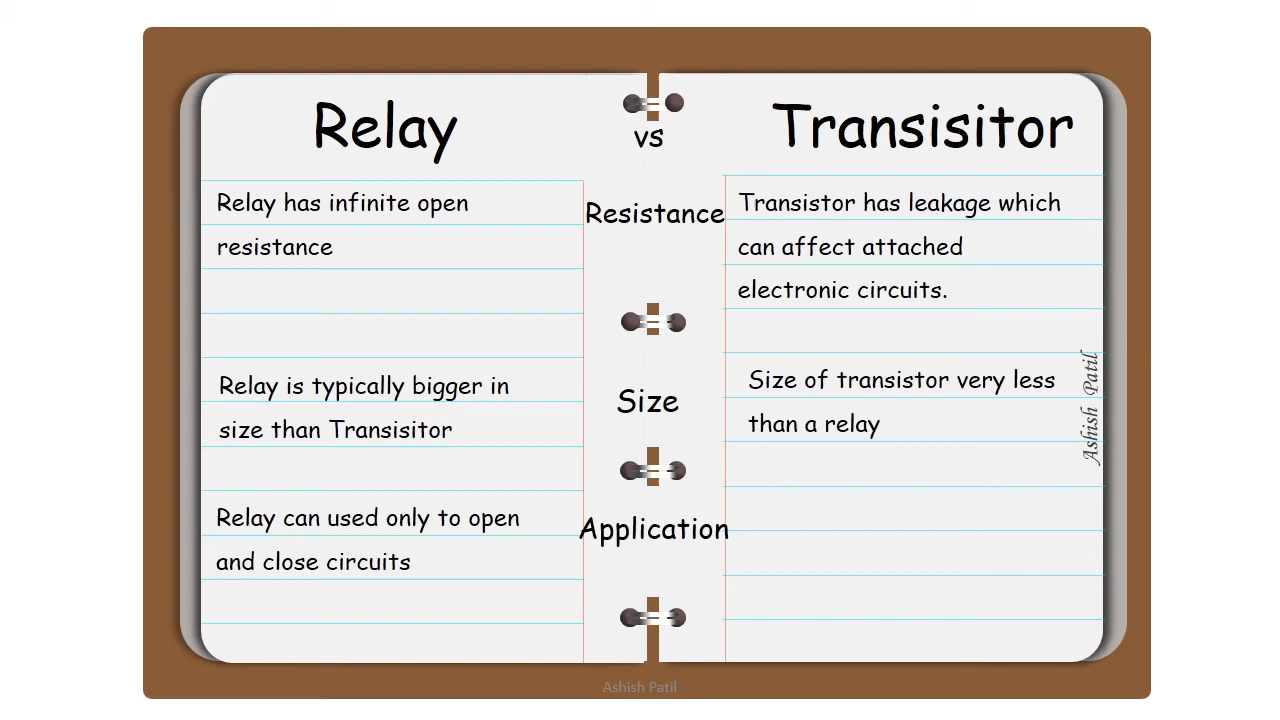 Relay
vs
Transisitor
Relay has infinite open
resistance
Resistance
Transistor has leakage which
can affect attached
electronic circuits.
Relay is typically bigger in
size than Transisitor
Size
Size of transistor very less
than a relay
Relay can used only to open
and close circuits
Application
Ashish Patil
Ashish Patil